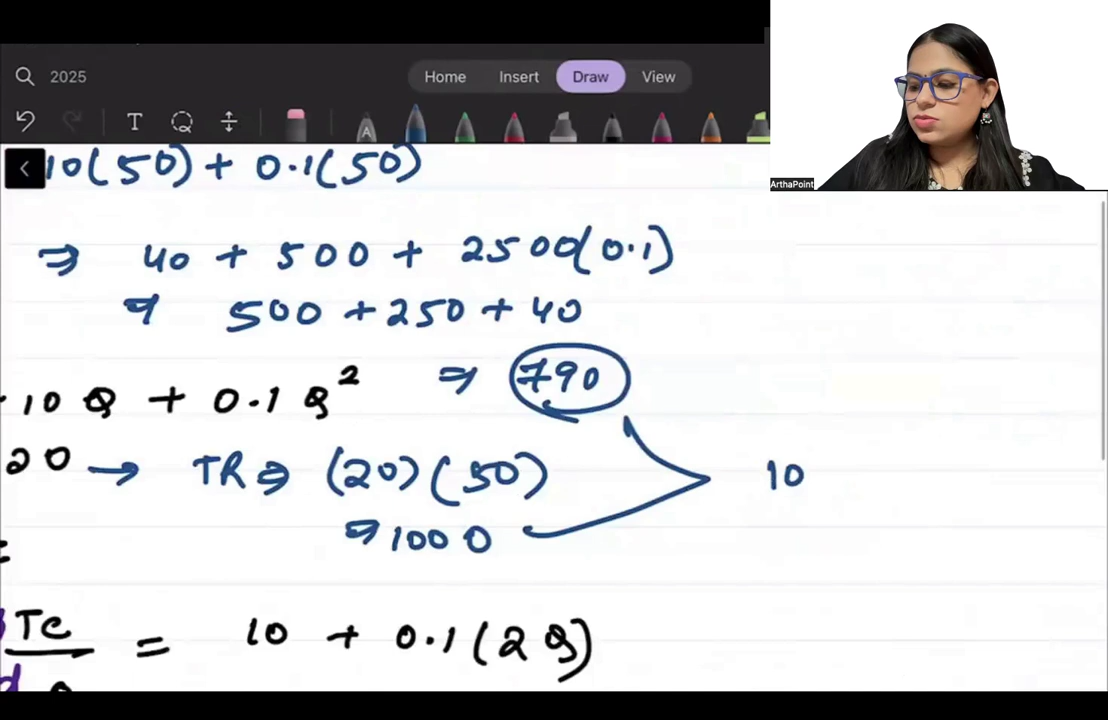 2025
Home Insert Draw View
T
A
10(50) + 0.1(50)
ArthaPoint
⇒ 40 + 500 + 2500(0.1)
⇒ 500 + 250 + 40
⇒ 790
10 Q + 0.1 Q²
20 → TR ⇒ (20)(50)
10
⇒ 1000
=
TC = 10 + 0.1(2Q)
d